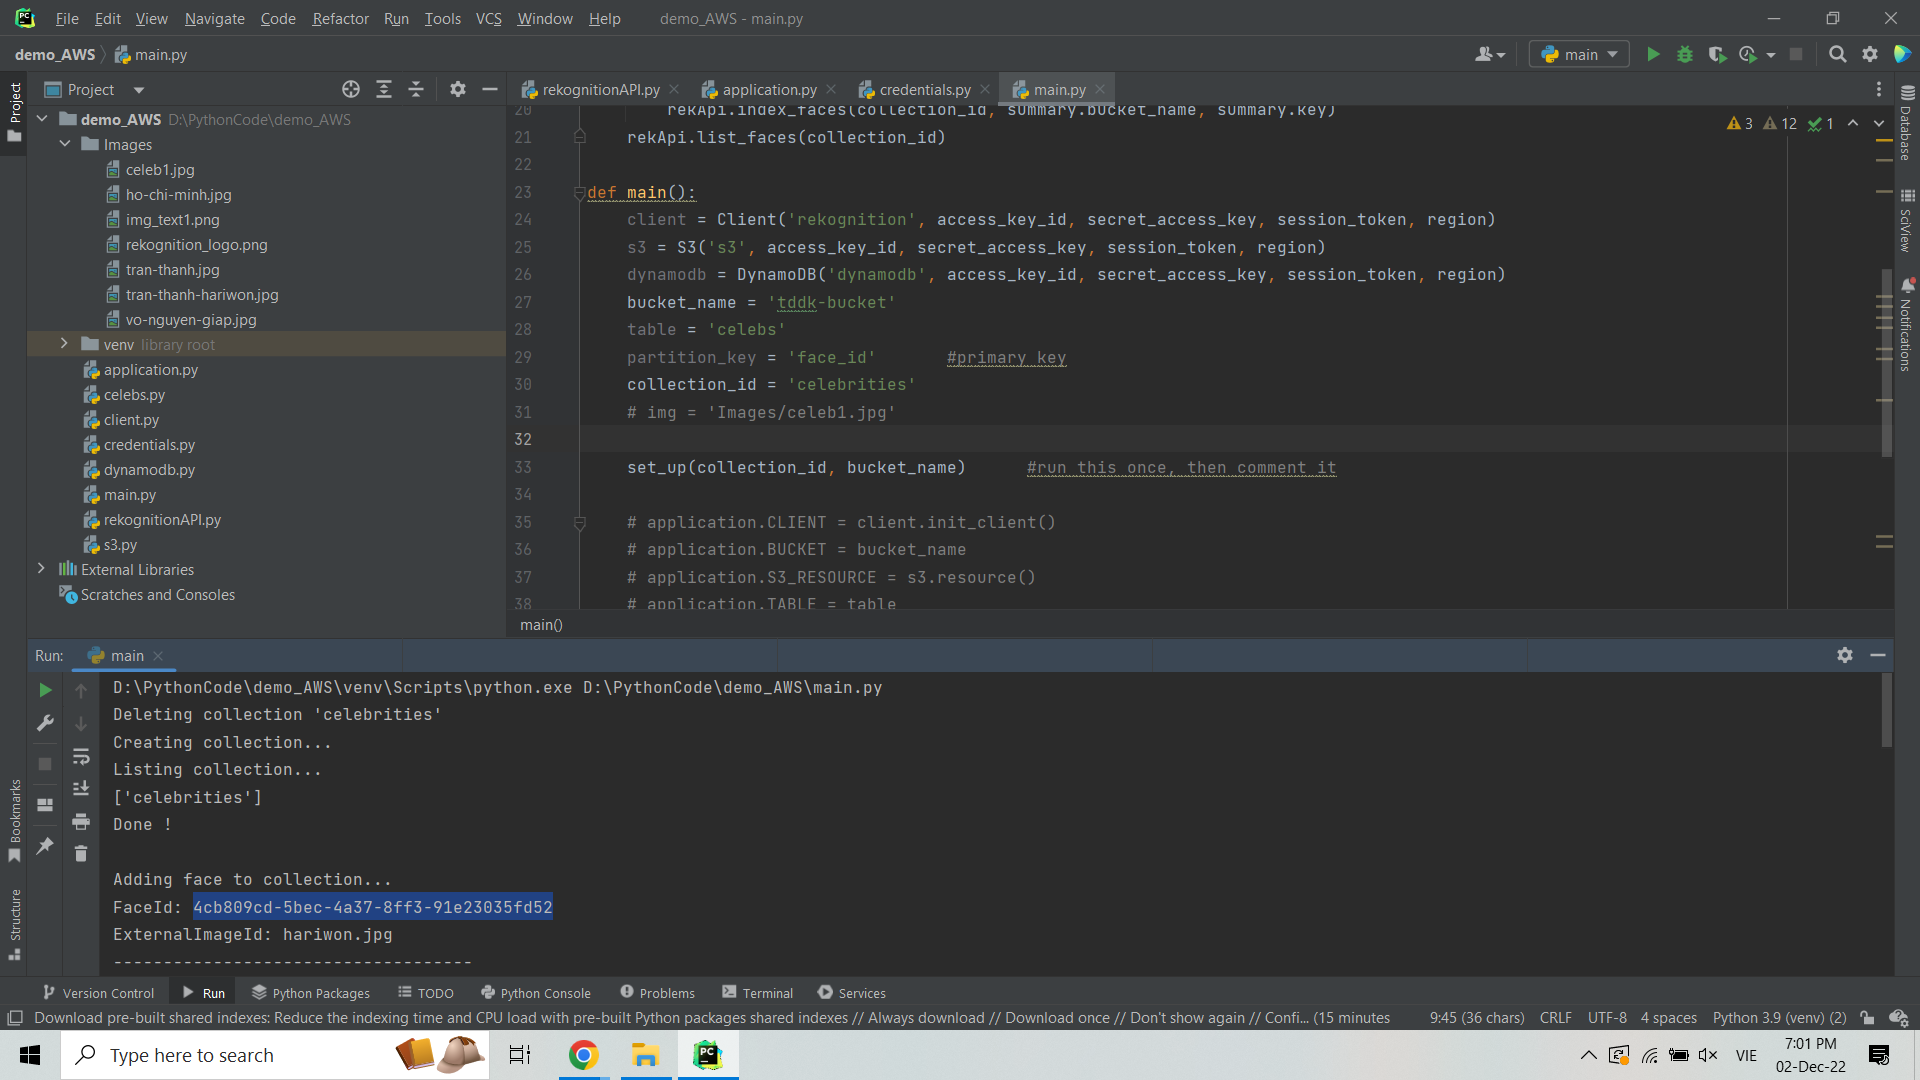 File Edit View Navigate Code Refactor Run Tools VCS Window Help demo_AWS - main.py
demo_AWS main.py main
Project
Project
rekognitionAPI.py application.py credentials.py main.py
demo_AWS D:\PythonCode\demo_AWS
Images
celeb1.jpg
ho-chi-minh.jpg
img_text1.png
rekognition_logo.png
tran-thanh.jpg
tran-thanh-hariwon.jpg
vo-nguyen-giap.jpg
venv library root
application.py
celebs.py
client.py
credentials.py
dynamodb.py
main.py
rekognitionAPI.py
s3.py
External Libraries
Scratches and Consoles
3 12 1
20 rekApi.index_faces(collection_id, summary.bucket_name, summary.key)
21 rekApi.list_faces(collection_id)
22
23 def main():
24 client = Client('rekognition', access_key_id, secret_access_key, session_token, region)
25 s3 = S3('s3', access_key_id, secret_access_key, session_token, region)
26 dynamodb = DynamoDB('dynamodb', access_key_id, secret_access_key, session_token, region)
27 bucket_name = 'tddk-bucket'
28 table = 'celebs'
29 partition_key = 'face_id' #primary key
30 collection_id = 'celebrities'
31 # img = 'Images/celeb1.jpg'
32
33 set_up(collection_id, bucket_name) #run this once, then comment it
34
35 # application.CLIENT = client.init_client()
36 # application.BUCKET = bucket_name
37 # application.S3_RESOURCE = s3.resource()
38 # application.TABLE = table
main()
Database
SciView
Notifications
Run: main
D:\PythonCode\demo_AWS\venv\Scripts\python.exe D:\PythonCode\demo_AWS\main.py
Deleting collection 'celebrities'
Creating collection...
Listing collection...
['celebrities']
Done !
Adding face to collection...
FaceId: 4cb809cd-5bec-4a37-8ff3-91e23035fd52
ExternalImageId: hariwon.jpg
------------------------------------
Bookmarks
Structure
Version Control Run Python Packages TODO Python Console Problems Terminal Services
Download pre-built shared indexes: Reduce the indexing time and CPU load with pre-built Python packages shared indexes // Always download // Download once // Don't show again // Confi... (15 minutes 9:45 (36 chars) CRLF UTF-8 4 spaces Python 3.9 (venv) (2)
Type here to search
VIE
7:01 PM
02-Dec-22